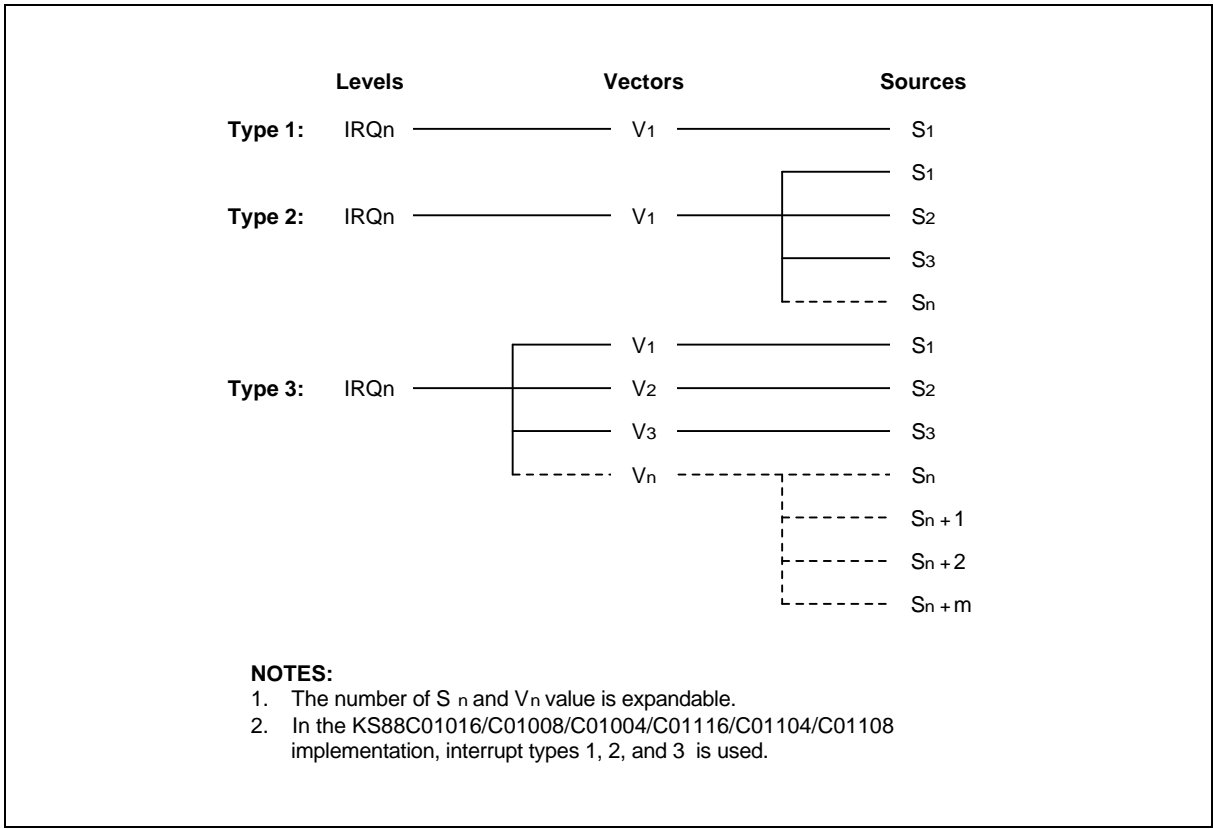 Levels Vectors Sources
Type 1: IRQn V1 S1
S1
Type 2: IRQn V1 S2
S3
Sn
V1 S1
Type 3: IRQn V2 S2
V3 S3
Vn Sn
Sn + 1
Sn + 2
Sn + m
NOTES:
1. The number of S n and Vn value is expandable.
2. In the KS88C01016/C01008/C01004/C01116/C01104/C01108
implementation, interrupt types 1, 2, and 3 is used.